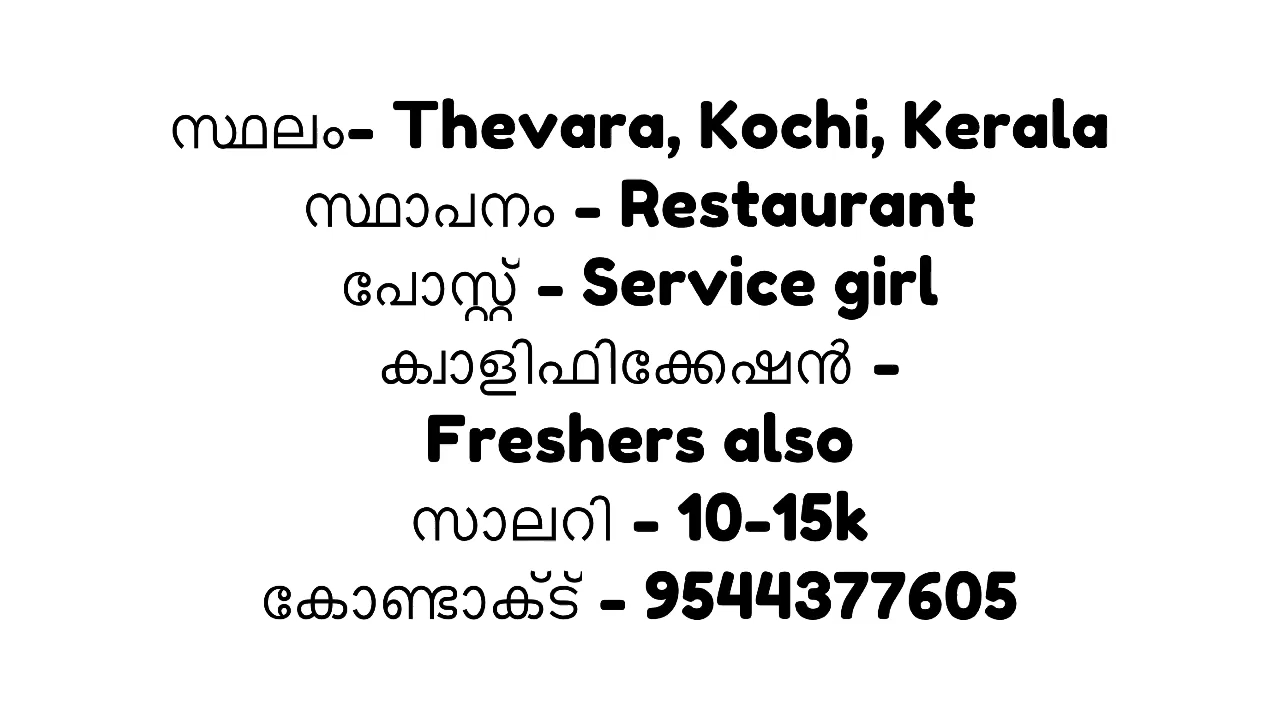 സ്ഥലം- Thevara, Kochi, Kerala
സ്ഥാപനം - Restaurant
പോസ്റ്റ് - Service girl
ക്വാളിഫിക്കേഷൻ -
Freshers also
സാലറി - 10-15k
കോണ്ടാക്ട് - 9544377605